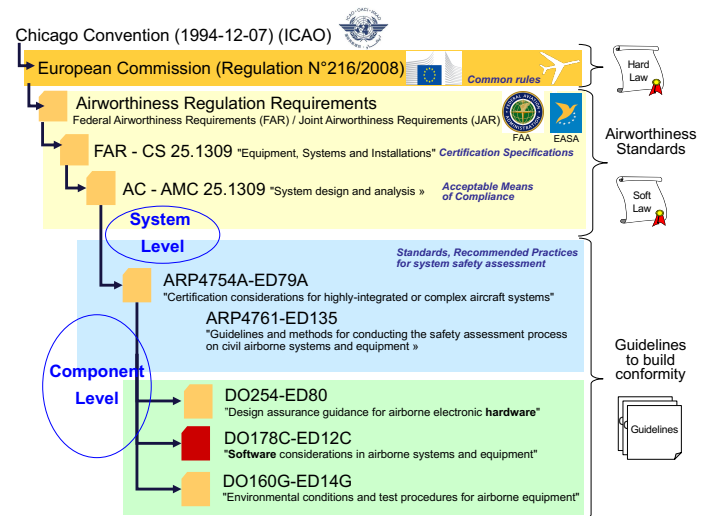 Chicago Convention (1994-12-07) (ICAO)
ICAO · OACI · ИКАО
European Commission (Regulation N°216/2008)
Common rules
Hard
Law
Airworthiness Regulation Requirements
Federal Airworthiness Requirements (FAR) / Joint Airworthiness Requirements (JAR)
FEDERAL AVIATION
ADMINISTRATION
FAA
EASA
Airworthiness
Standards
FAR - CS 25.1309 "Equipment, Systems and Installations" Certification Specifications
AC - AMC 25.1309 "System design and analysis »
Acceptable Means
of Compliance
Soft
Law
System
Level
Standards, Recommended Practices
for system safety assessment
ARP4754A-ED79A
"Certification considerations for highly-integrated or complex aircraft systems"
ARP4761-ED135
"Guidelines and methods for conducting the safety assessment process
on civil airborne systems and equipment »
Guidelines
to build
conformity
Component
Level
DO254-ED80
"Design assurance guidance for airborne electronic hardware"
Guidelines
DO178C-ED12C
"Software considerations in airborne systems and equipment"
DO160G-ED14G
"Environmental conditions and test procedures for airborne equipment"